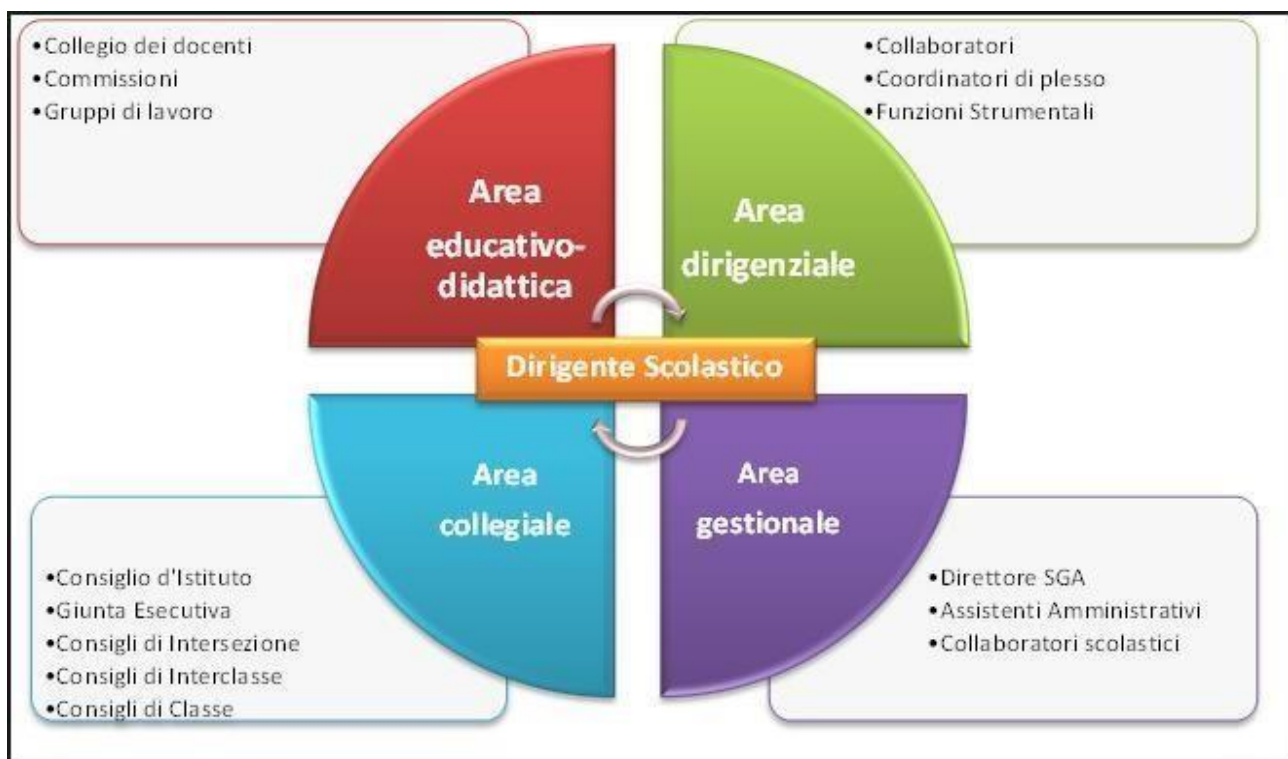 •Collegio dei docenti
•Commissioni
•Gruppi di lavoro
•Collaboratori
•Coordinatori di plesso
•Funzioni Strumentali
Area
educativo-
didattica
Area
dirigenziale
Dirigente Scolastico
Area
collegiale
Area
gestionale
•Consiglio d'Istituto
•Giunta Esecutiva
•Consigli di Intersezione
•Consigli di Interclasse
•Consigli di Classe
•Direttore SGA
•Assistenti Amministrativi
•Collaboratori scolastici